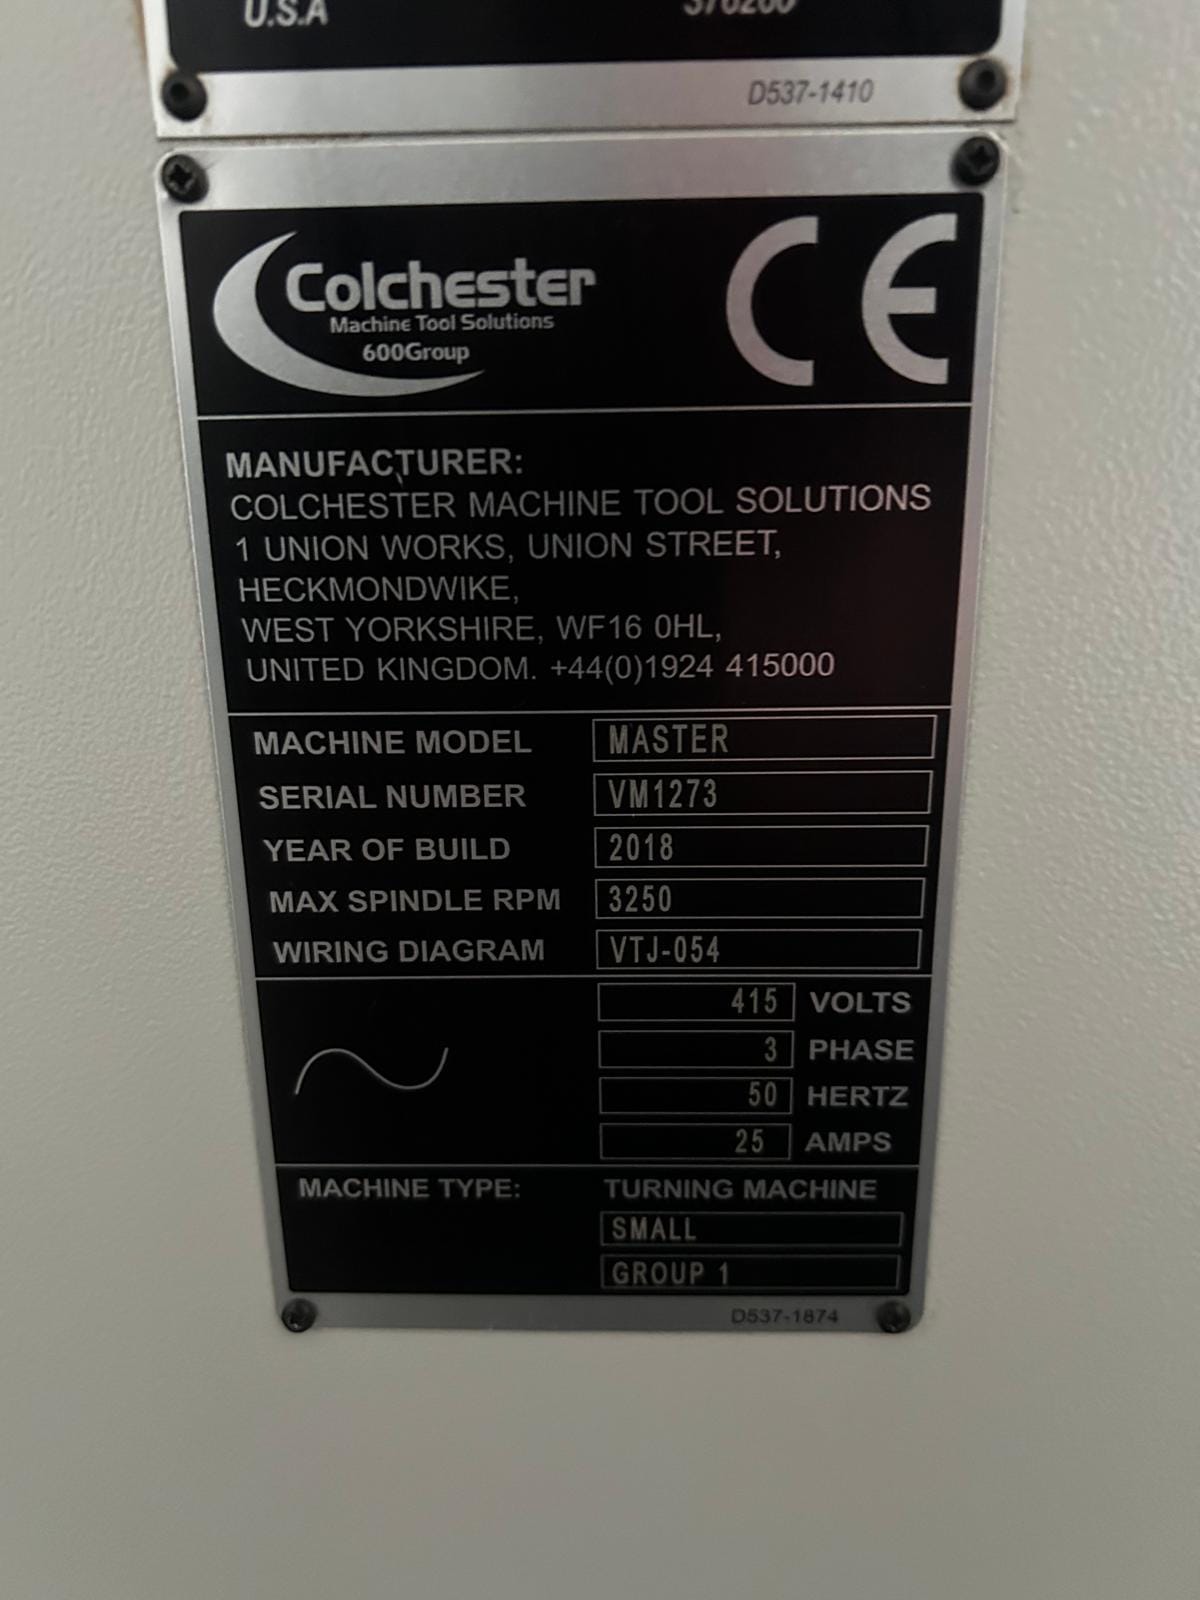 U.S.A
D537-1410
Colchester
Machine Tool Solutions
600Group
CE
MANUFACTURER:
COLCHESTER MACHINE TOOL SOLUTIONS
1 UNION WORKS, UNION STREET,
HECKMONDWIKE,
WEST YORKSHIRE, WF16 0HL,
UNITED KINGDOM. +44(0)1924 415000
MACHINE MODEL MASTER
SERIAL NUMBER VM1273
YEAR OF BUILD 2018
MAX SPINDLE RPM 3250
WIRING DIAGRAM VTJ-054
415 VOLTS
3 PHASE
50 HERTZ
25 AMPS
MACHINE TYPE: TURNING MACHINE
SMALL
GROUP 1
D537-1874